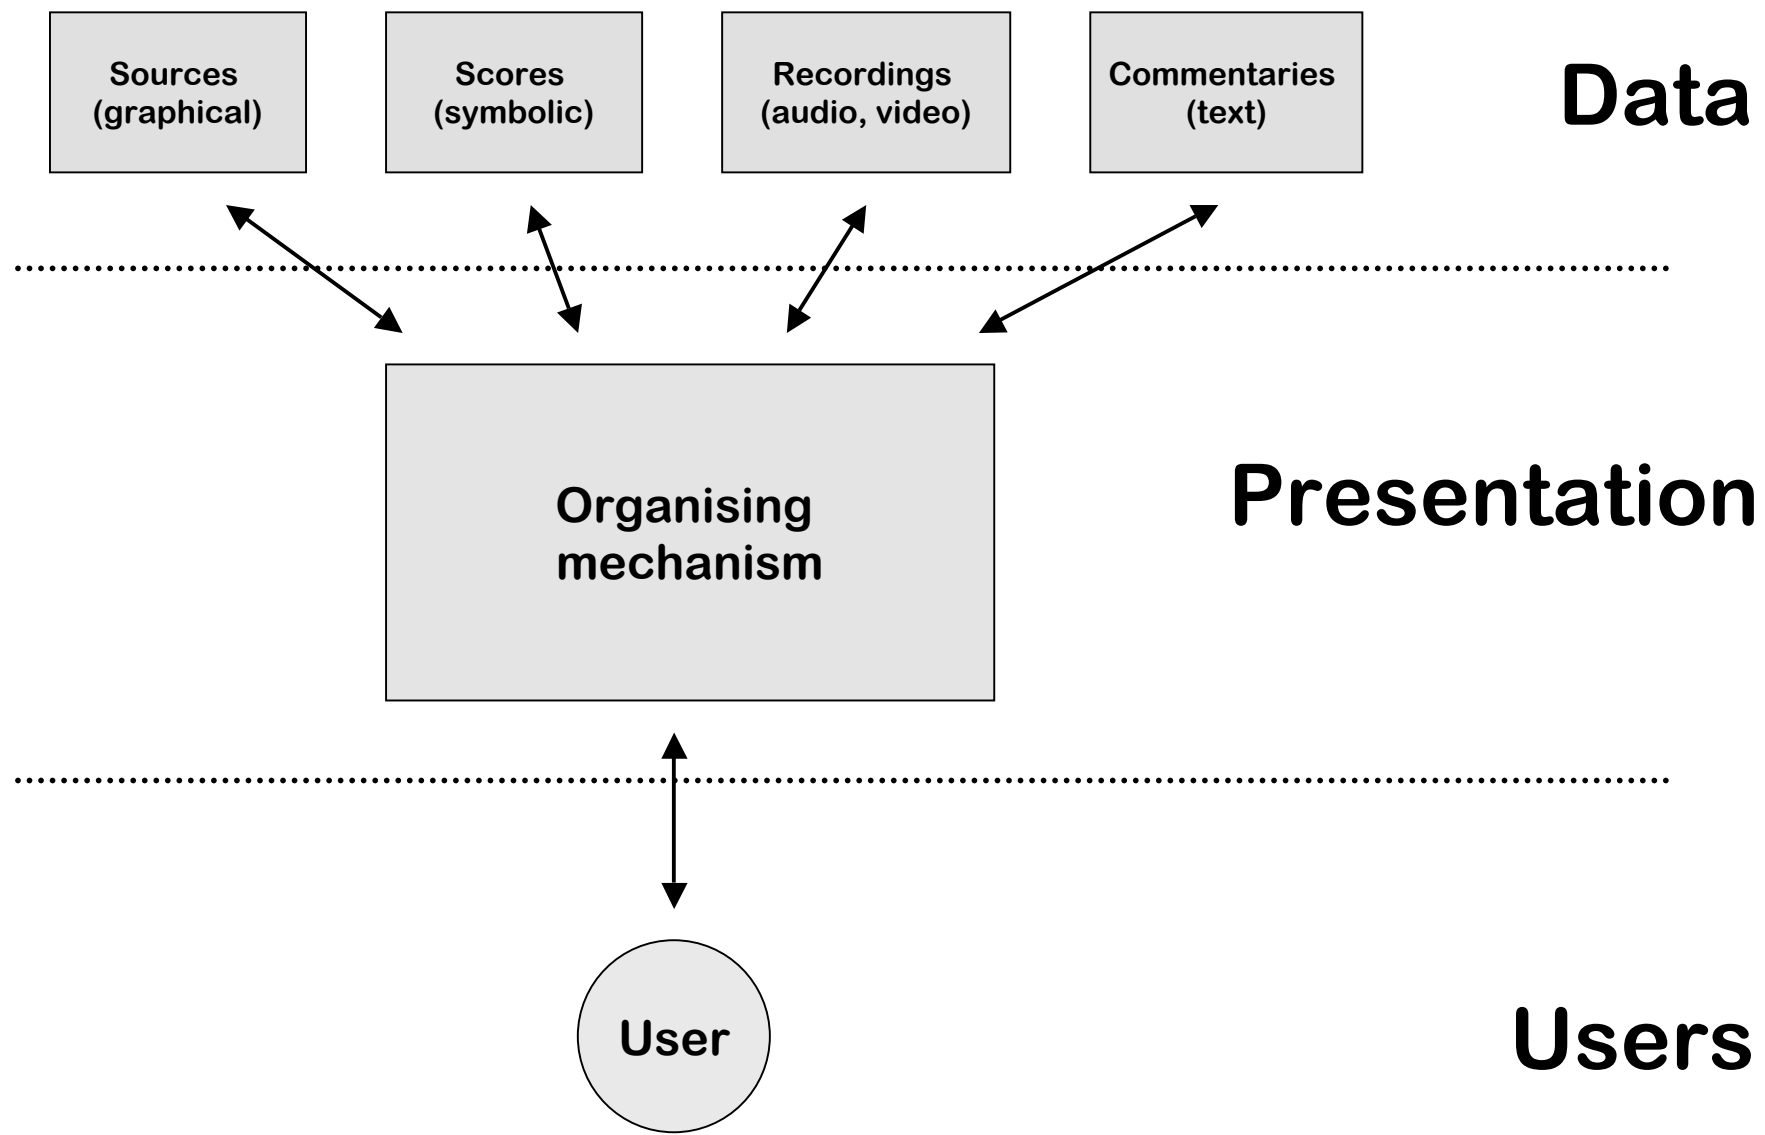 Sources
(graphical)
Scores
(symbolic)
Recordings
(audio, video)
Commentaries
(text)
Data
Organising
mechanism
Presentation
User
Users